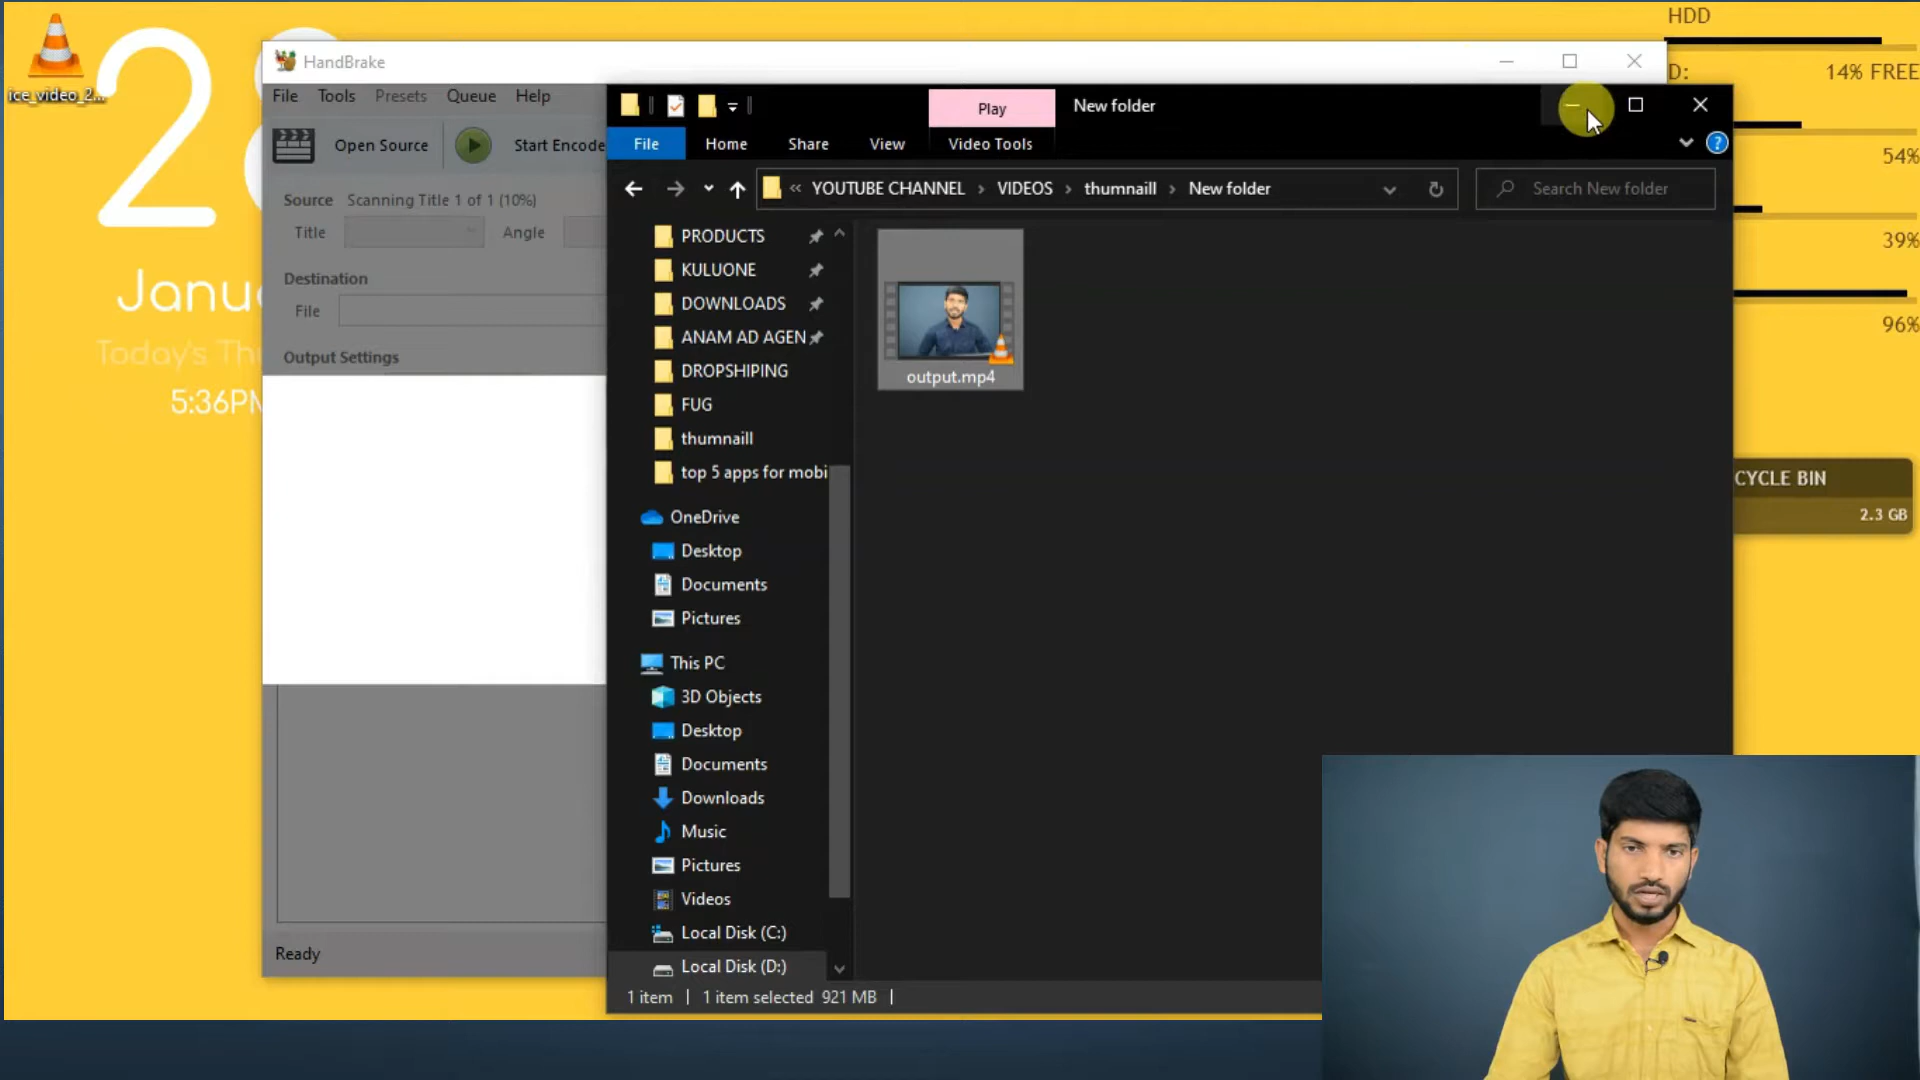 HDD
D: 14% FREE
54%
39%
96%
CYCLE BIN
2.3 GB
ice_video_2...
2
Janu
Today's Th
5:36PM
HandBrake
File Tools Presets Queue Help
Open Source Start Encode
Source Scanning Title 1 of 1 (10%)
Title Angle
Destination
File
Output Settings
Ready
Play New folder
File Home Share View Video Tools
« YOUTUBE CHANNEL › VIDEOS › thumnaill › New folder
Search New folder
PRODUCTS
KULUONE
DOWNLOADS
ANAM AD AGEN
DROPSHIPING
FUG
thumnaill
top 5 apps for mobi
OneDrive
Desktop
Documents
Pictures
This PC
3D Objects
Desktop
Documents
Downloads
Music
Pictures
Videos
Local Disk (C:)
Local Disk (D:)
output.mp4
1 item | 1 item selected 921 MB |